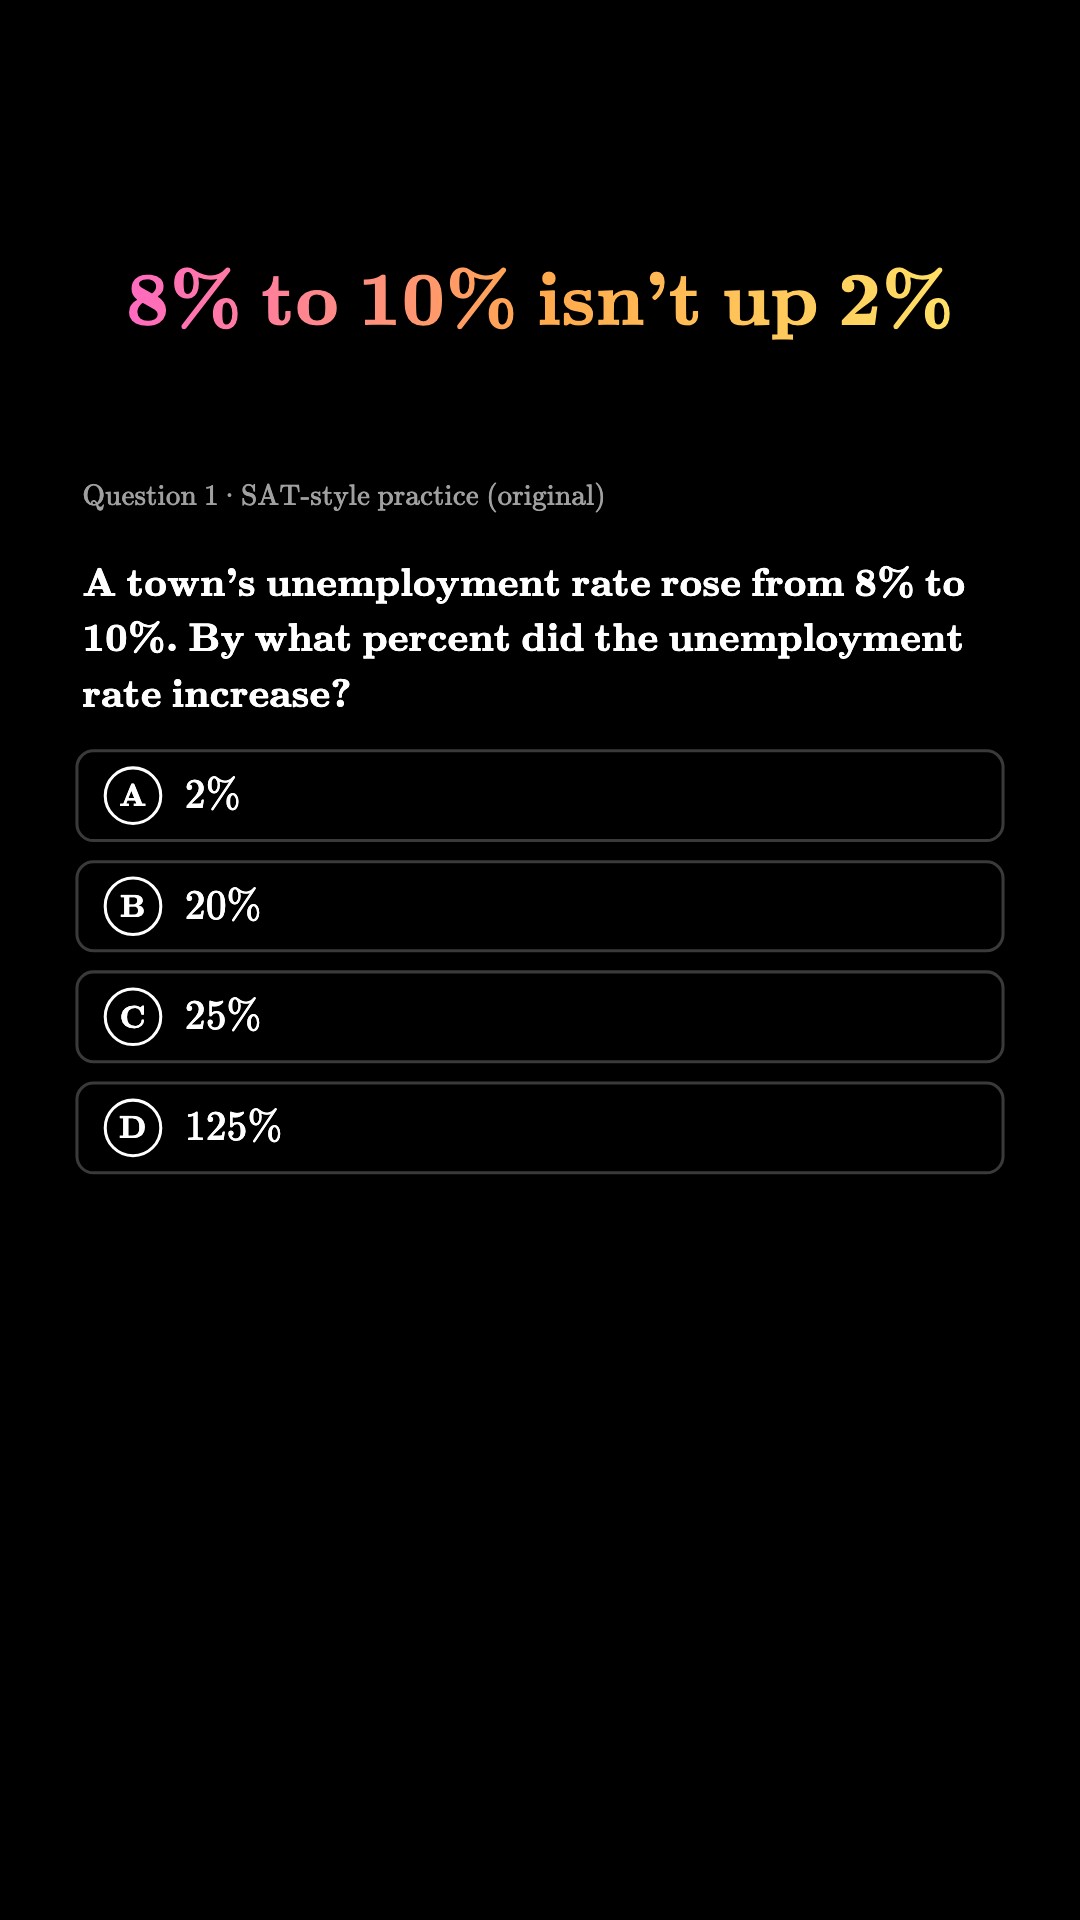 8% to 10% isn’t up 2%
Question 1 · SAT-style practice (original)
A town’s unemployment rate rose from 8% to
10%. By what percent did the unemployment
rate increase?
A 2%
B 20%
C 25%
D 125%